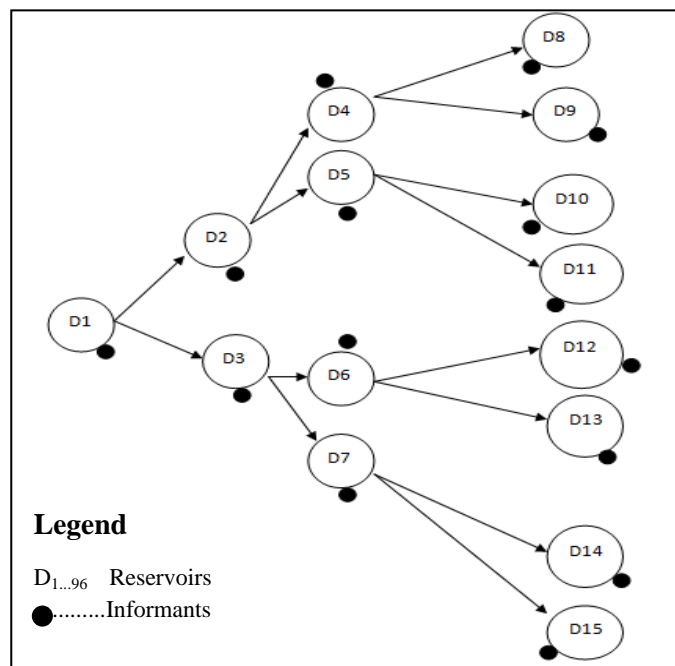 D8
D4
D9
D5
D10
D2
D11
D1
D3
D6
D12
D13
D7
Legend
D14
D1...96 Reservoirs
.........Informants
D15